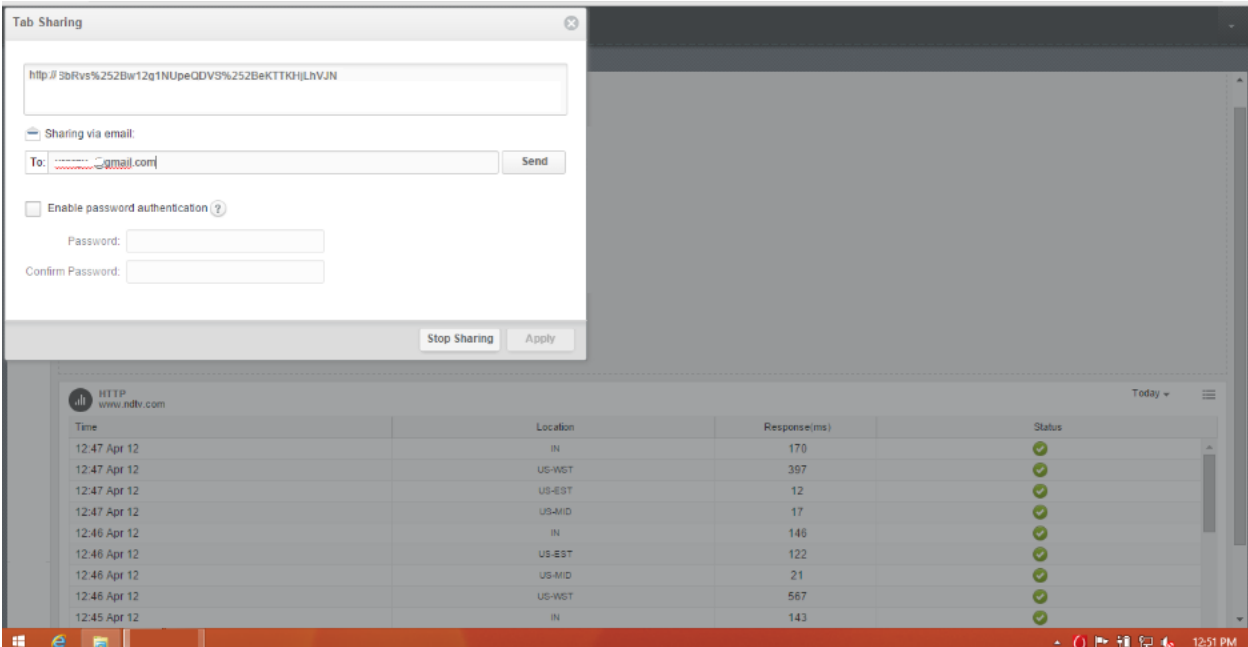 Tab Sharing
http:// SbRvs%252Bw12g1NUpeQDVS%252BeKTTKHjLhVJN
Sharing via email:
To: @gmail.com Send
Enable password authentication ?
Password:
Confirm Password:
Stop Sharing Apply
HTTP
www.ndtv.com
Today
Time Location Response(ms) Status
12:47 Apr 12 IN 170
12:47 Apr 12 US-WST 397
12:47 Apr 12 US-EST 12
12:47 Apr 12 US-MID 17
12:46 Apr 12 IN 146
12:46 Apr 12 US-EST 122
12:46 Apr 12 US-MID 21
12:46 Apr 12 US-WST 567
12:45 Apr 12 IN 143
12:51 PM